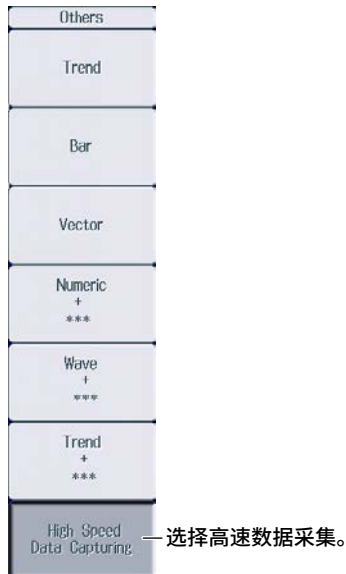 Others
Trend
Bar
Vector
Numeric
+
***
Wave
+
***
Trend
+
***
High Speed
Data Capturing
选择高速数据采集。